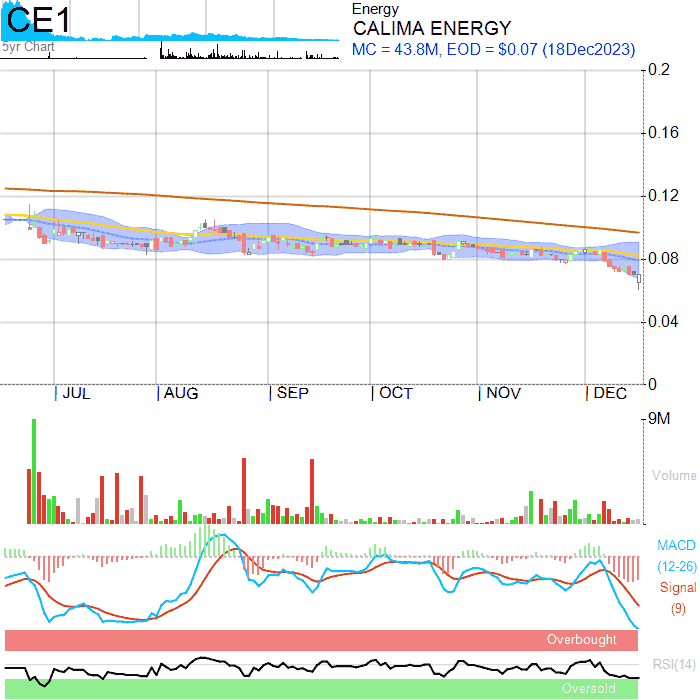 CE1
5yr Chart
Energy
CALIMA ENERGY
MC = 43.8M, EOD = $0.07 (18Dec2023)
0.2
0.16
0.12
0.08
0.04
0
JUL AUG SEP OCT NOV DEC
9M
Volume
MACD
(12-26)
Signal
(9)
Overbought
RSI(14)
Oversold